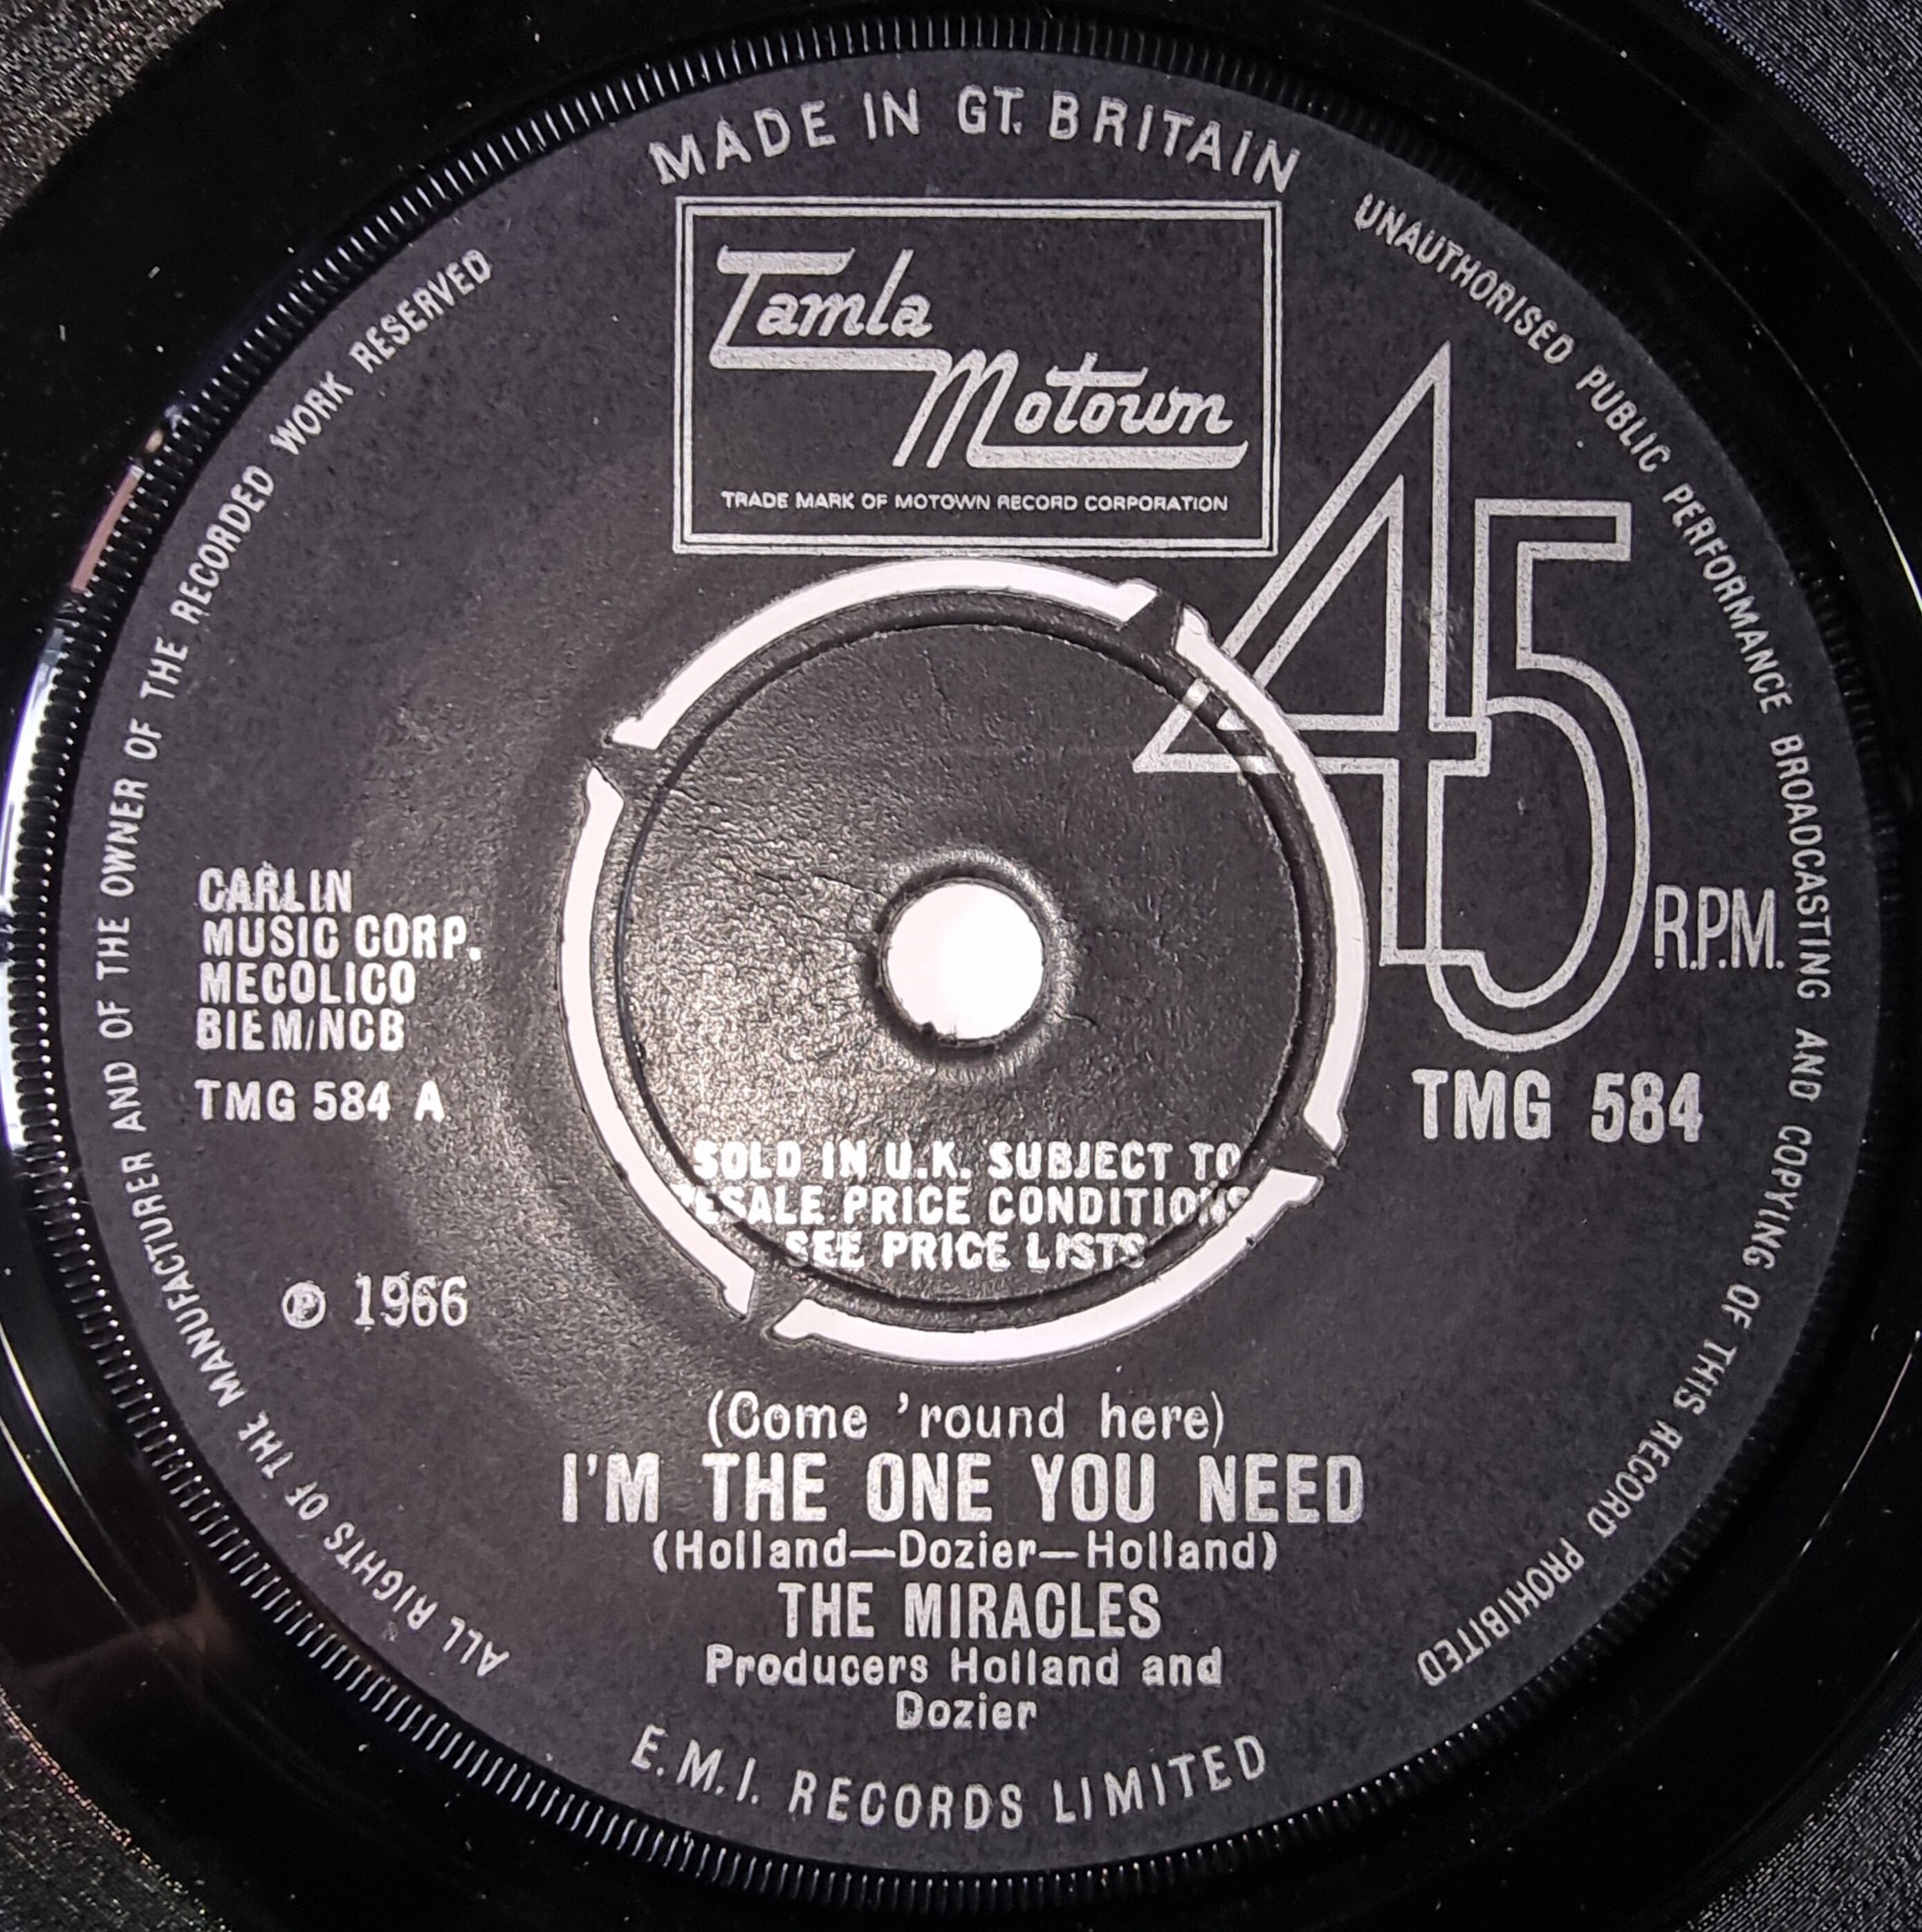 MADE IN GT. BRITAIN
UNAUTHORISED PUBLIC PERFORMANCE BROADCASTING AND COPYING OF THIS RECORD PROHIBITED
ALL RIGHTS OF THE MANUFACTURER AND OF THE OWNER OF THE RECORDED WORK RESERVED
Tamla
Motown
TRADE MARK OF MOTOWN RECORD CORPORATION
45 R.P.M.
CARLIN
MUSIC CORP.
MECOLICO
BIEM/NCB
TMG 584 A
TMG 584
SOLD IN U.K. SUBJECT TO
ESALE PRICE CONDITIONS
SEE PRICE LISTS
℗ 1966
(Come 'round here)
I'M THE ONE YOU NEED
(Holland—Dozier—Holland)
THE MIRACLES
Producers Holland and
Dozier
E.M.I. RECORDS LIMITED